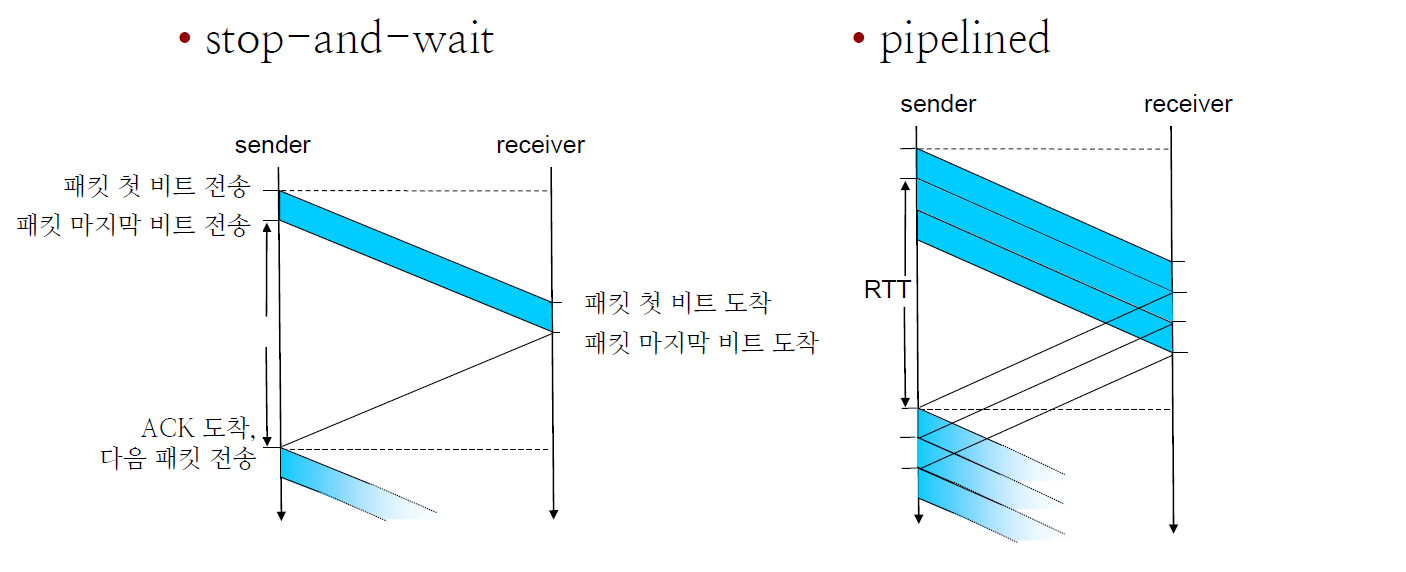 • stop-and-wait
sender
receiver
패킷 첫 비트 전송
패킷 마지막 비트 전송
패킷 첫 비트 도착
패킷 마지막 비트 도착
ACK 도착,
다음 패킷 전송
• pipelined
sender
receiver
RTT